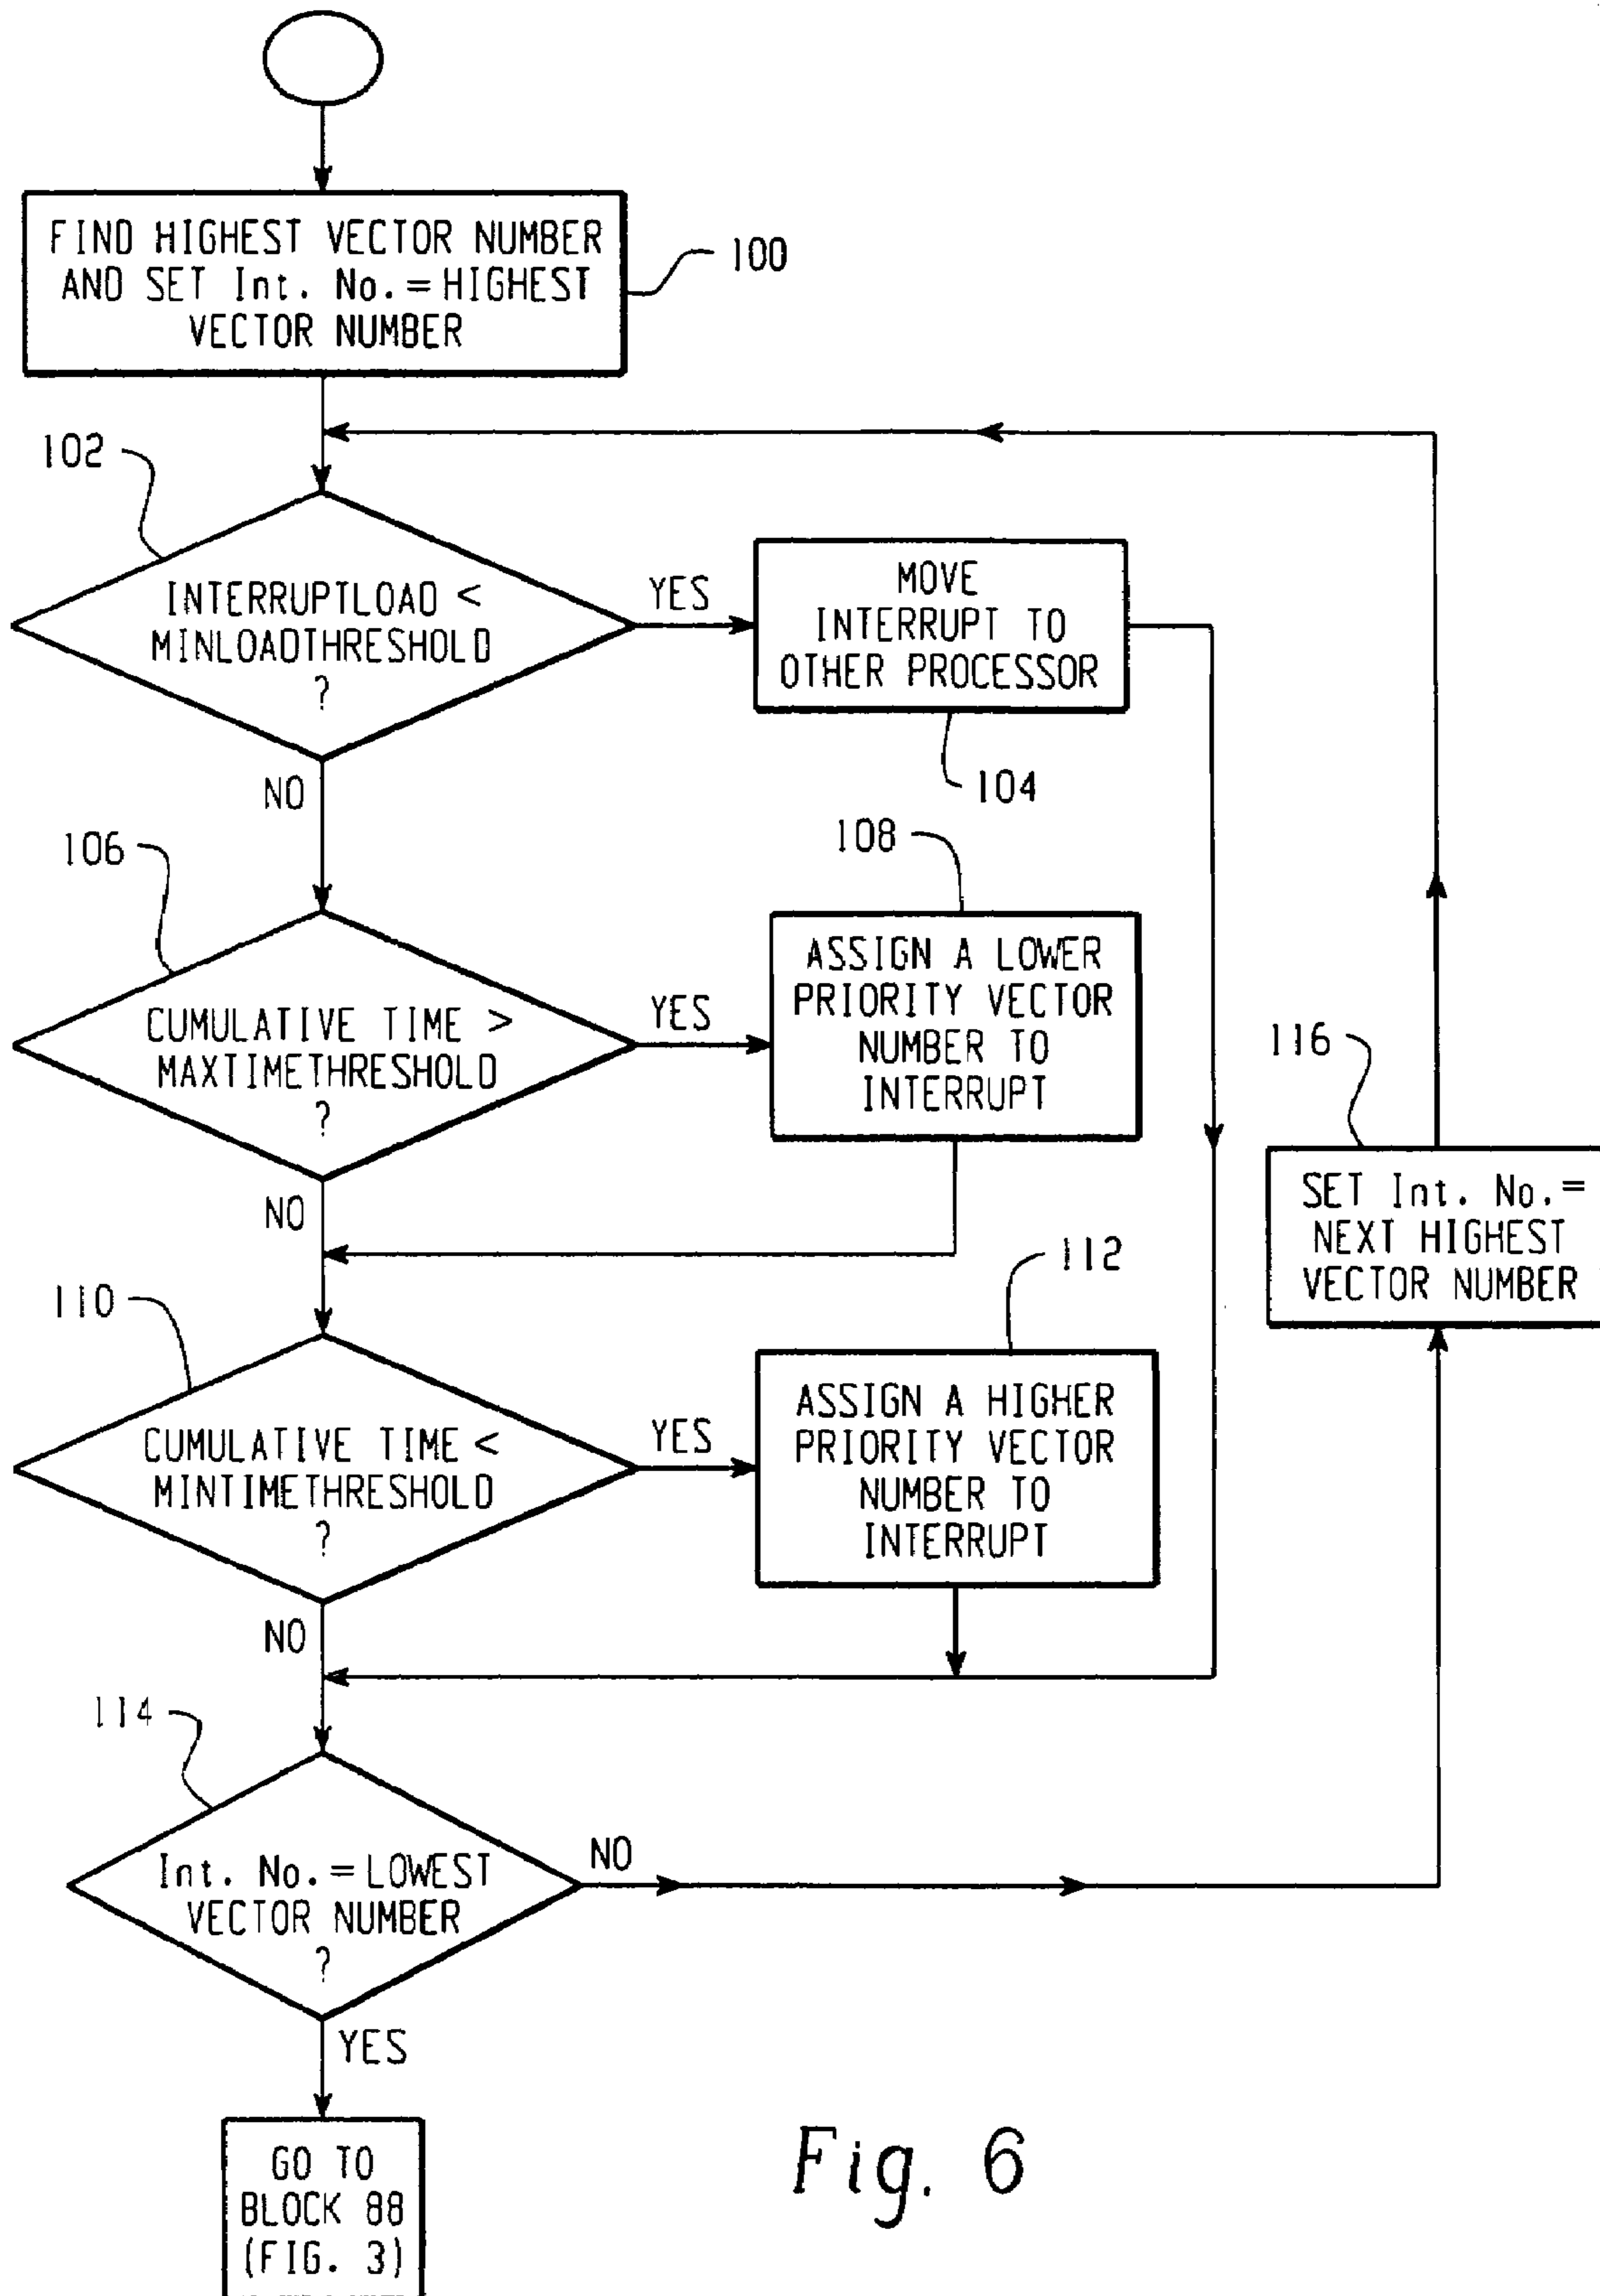 FIND HIGHEST VECTOR NUMBER
AND SET Int. No. = HIGHEST
VECTOR NUMBER
100
102
INTERRUPTLOAD <
MINLOADTHRESHOLD
?
YES
MOVE
INTERRUPT TO
OTHER PROCESSOR
104
NO
106
CUMULATIVE TIME >
MAXTIMETHRESHOLD
?
YES
108
ASSIGN A LOWER
PRIORITY VECTOR
NUMBER TO
INTERRUPT
116
SET Int. No. =
NEXT HIGHEST
VECTOR NUMBER
NO
110
CUMULATIVE TIME <
MINTIMETHRESHOLD
?
YES
112
ASSIGN A HIGHER
PRIORITY VECTOR
NUMBER TO
INTERRUPT
NO
114
Int. No. = LOWEST
VECTOR NUMBER
?
NO
YES
GO TO
BLOCK 88
(FIG. 3)
Fig. 6